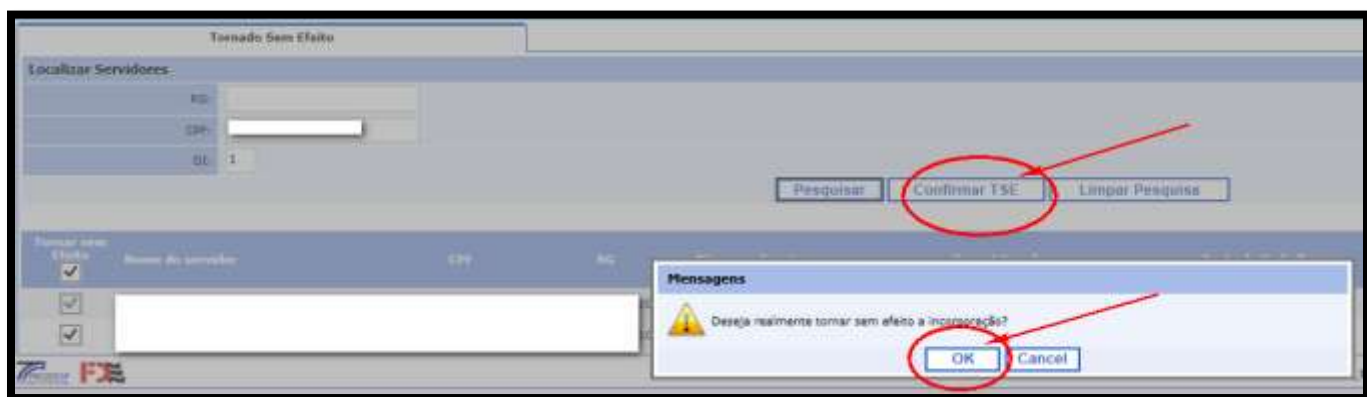 Tornado Sem Efeito
Localizar Servidores
RG:
CPF:
DI: 1
Pesquisar Confirmar TSE Limpar Pesquisa
Tornar sem Efeito
Nome do servidor CPF RG
Mensagens
Deseja realmente tornar sem efeito a incorporação?
OK Cancel